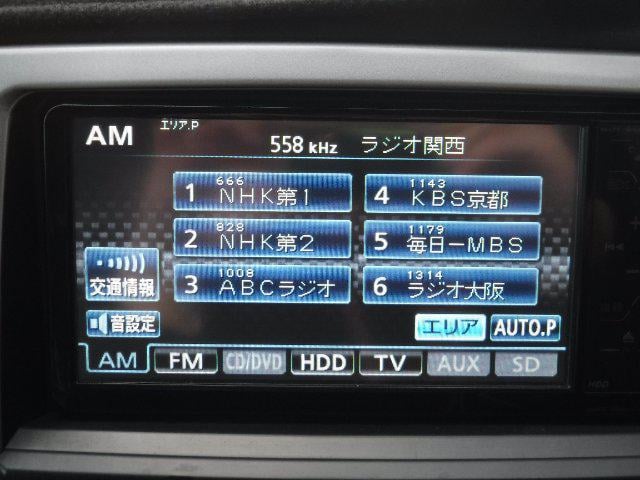 AM エリア.P 558 kHz ラジオ関西
666
1 NHK第1
828
2 NHK第2
1008
3 ABCラジオ
1143
4 KBS京都
1179
5 毎日ーMBS
1314
6 ラジオ大阪
交通情報
音設定
エリア AUTO.P
AM FM CD/DVD HDD TV AUX SD
HDD